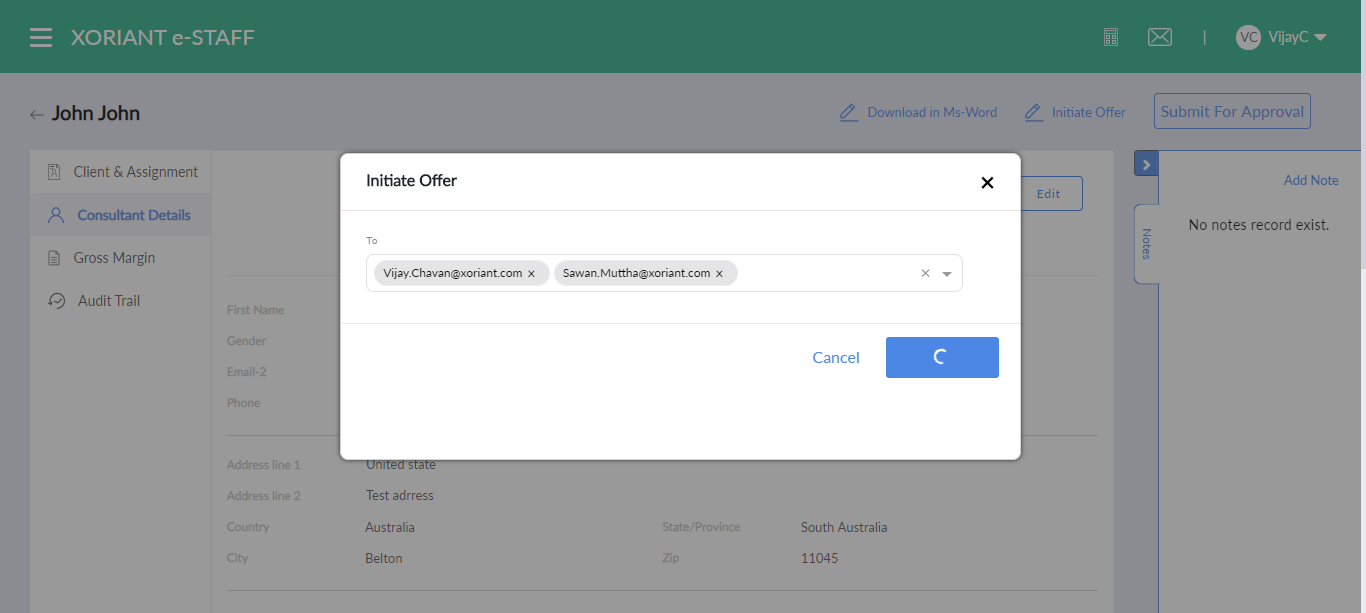 XORIANT e-STAFF
| VC VijayC
John John
Download in Ms-Word
Initiate Offer
Submit For Approval
Client & Assignment
Consultant Details
Gross Margin
Audit Trail
Initiate Offer
To
Vijay.Chavan@xoriant.com ×
Sawan.Muttha@xoriant.com ×
Cancel
Edit
First Name
Gender
Email-2
Phone
Address line 1 United state
Address line 2 Test adrress
Country Australia State/Province South Australia
City Belton Zip 11045
Add Note
Notes
No notes record exist.